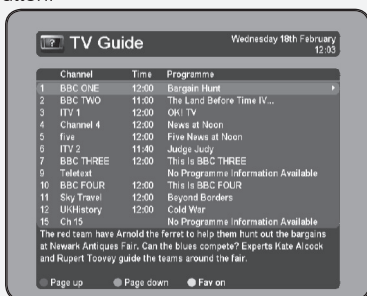 TV Guide
Wednesday 18th February
12:03
Channel Time Programme
1 BBC ONE 12:00 Bargain Hunt
2 BBC TWO 11:00 The Land Before Time IV...
3 ITV 1 12:00 OK! TV
4 Channel 4 12:00 News at Noon
5 five 12:00 Five News at Noon
6 ITV 2 11:40 Judge Judy
7 BBC THREE 12:00 This Is BBC THREE
9 Teletext No Programme Information Available
10 BBC FOUR 12:00 This Is BBC FOUR
11 Sky Travel 12:00 Beyond Borders
12 UKHistory 12:00 Cold War
15 Ch 15 No Programme Information Available
The red team have Arnold the ferret to help them hunt out the bargains
at Newark Antiques Fair. Can the blues compete? Experts Kate Alcock
and Rupert Toovey guide the teams around the fair.
Page up Page down Fav on